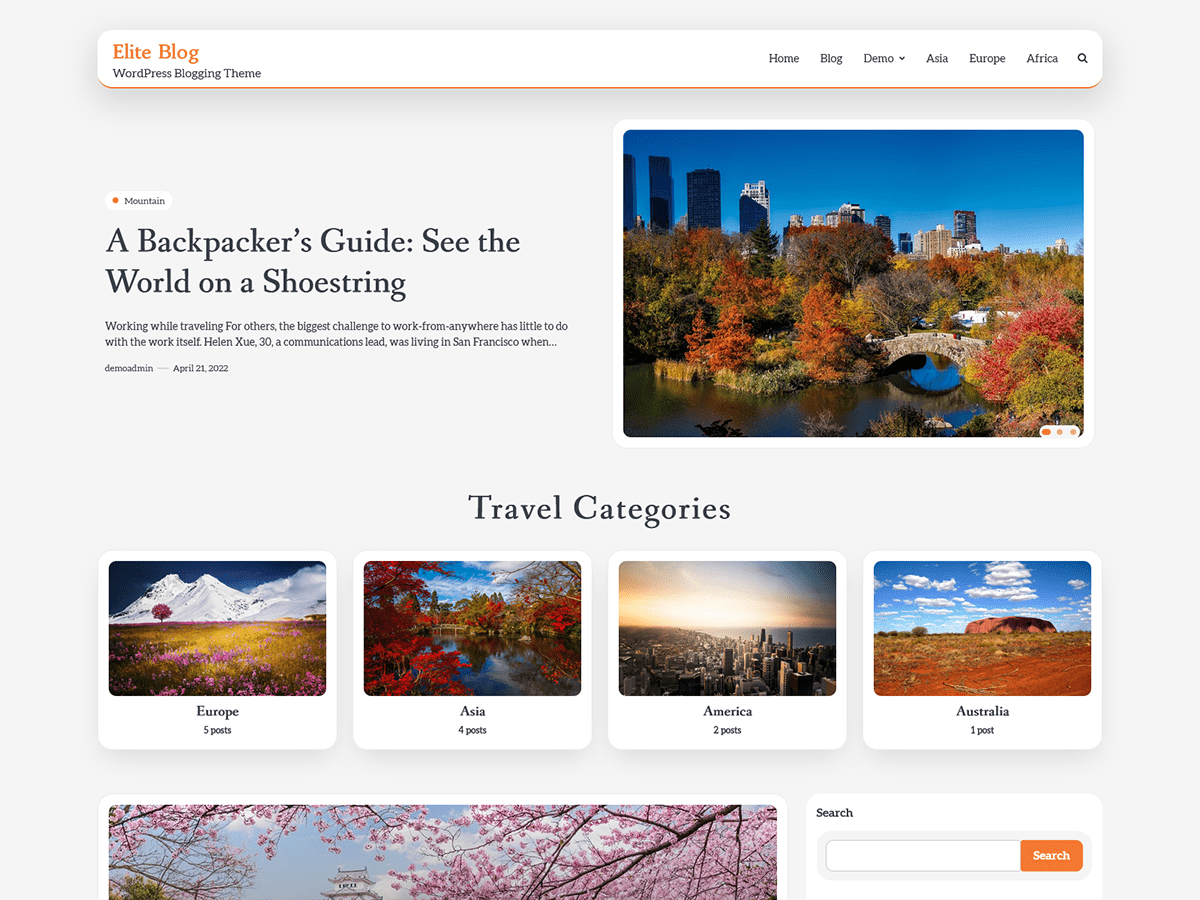 Elite Blog
WordPress Blogging Theme
Home Blog Demo Asia Europe Africa
Mountain
A Backpacker’s Guide: See the
World on a Shoestring
Working while traveling For others, the biggest challenge to work-from-anywhere has little to do
with the work itself. Helen Xue, 30, a communications lead, was living in San Francisco when…
demoadmin — April 21, 2022
Travel Categories
Europe
5 posts
Asia
4 posts
America
2 posts
Australia
1 post
Search
Search